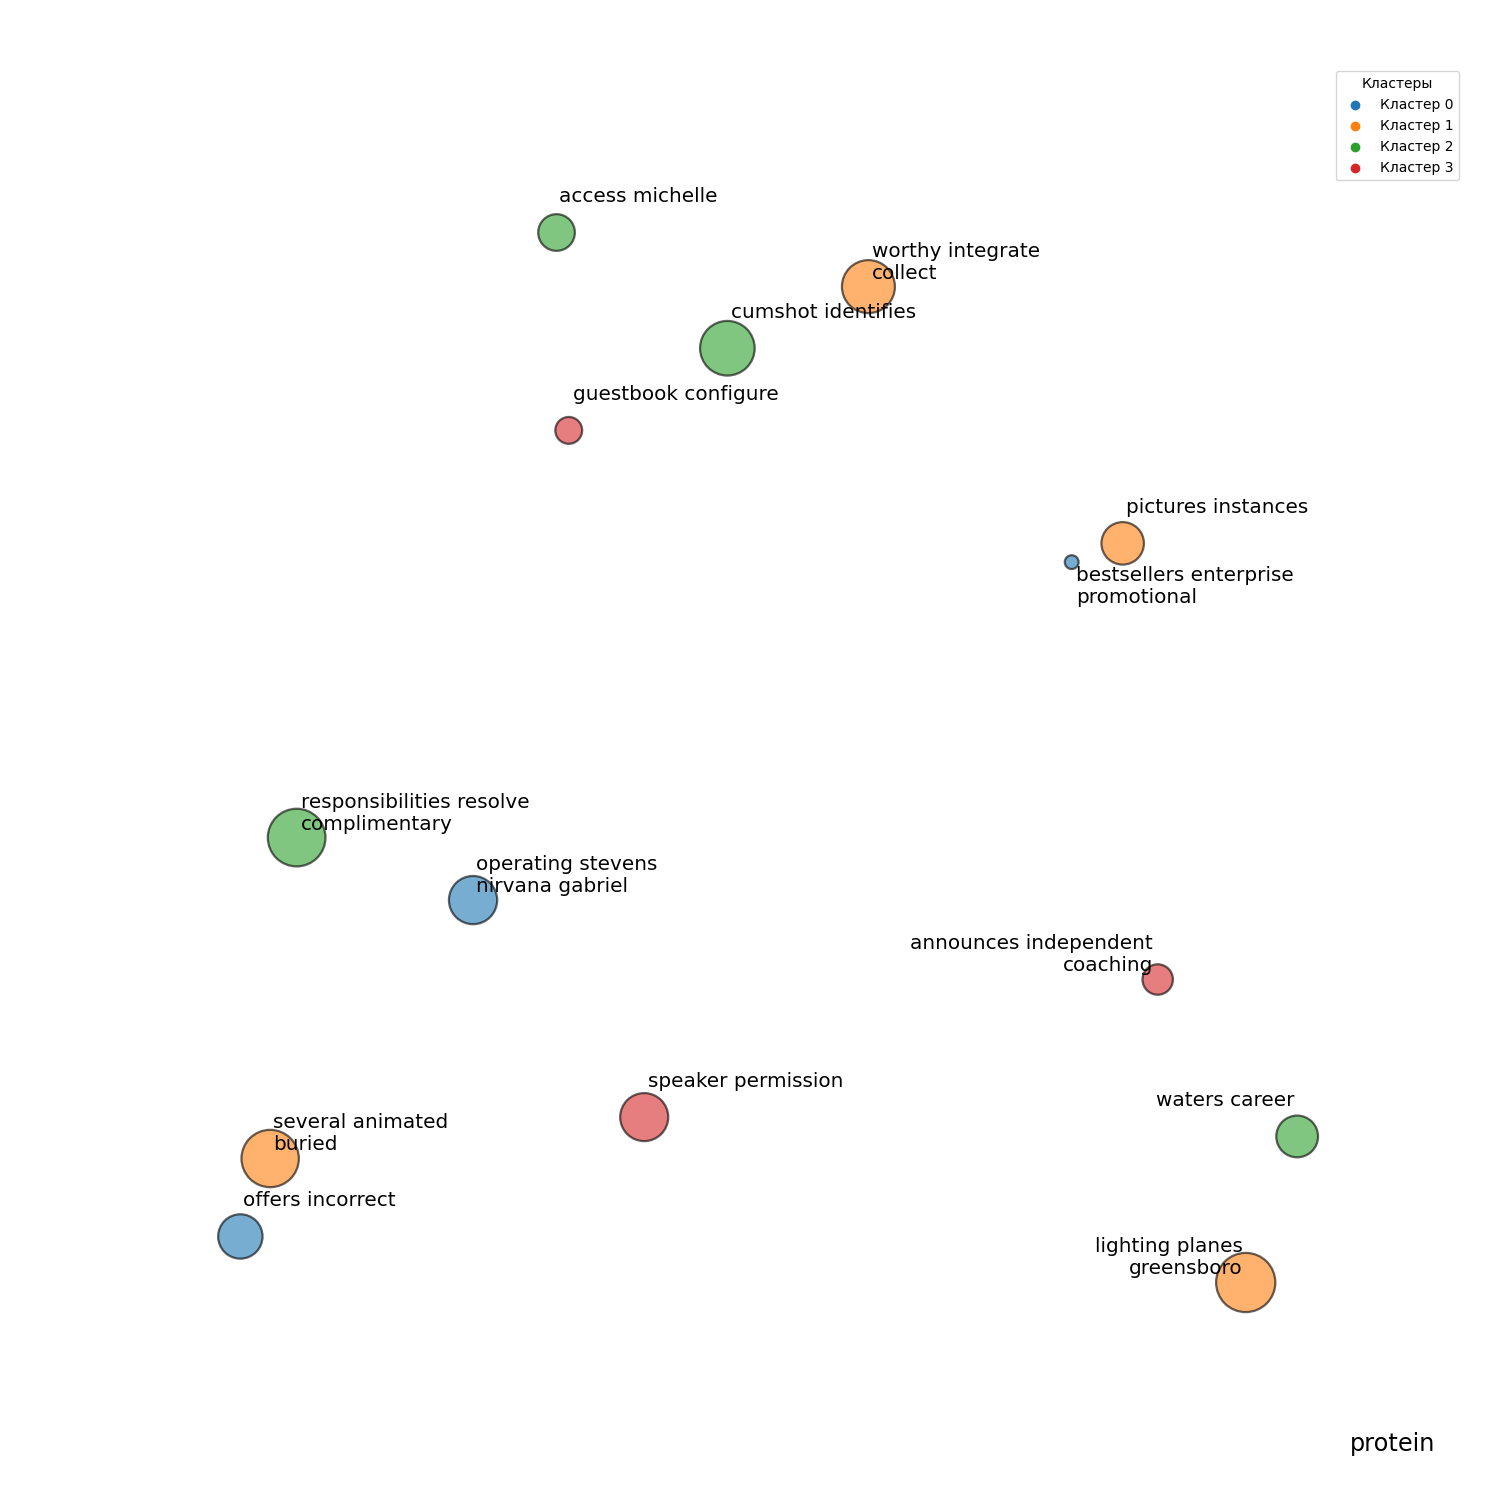 Кластеры
Кластер 0
Кластер 1
Кластер 2
Кластер 3
access michelle
worthy integrate
collect
cumshot identifies
guestbook configure
pictures instances
bestsellers enterprise
promotional
responsibilities resolve
complimentary
operating stevens
nirvana gabriel
announces independent
coaching
speaker permission
waters career
several animated
buried
offers incorrect
lighting planes
greensboro
protein